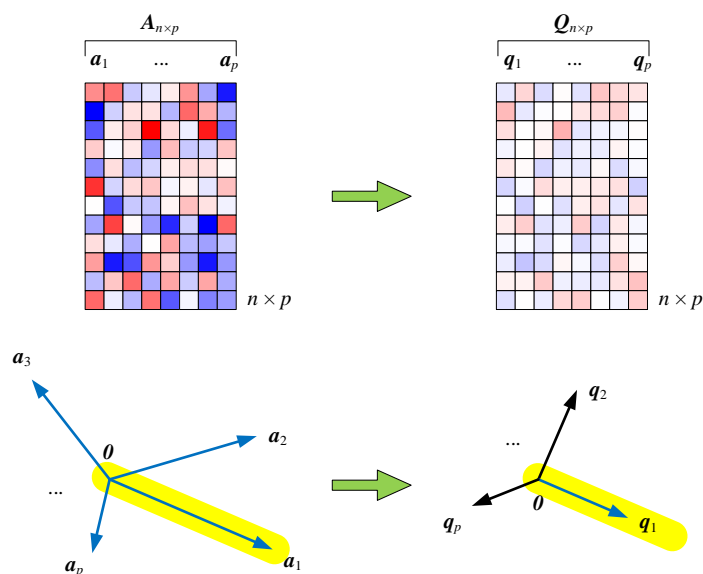 A_{n×p}
a_1 ... a_p
n × p
Q_{n×p}
q_1 ... q_p
n × p
a_3
0
a_2
...
a_p
a_1
q_2
...
0
q_p
q_1